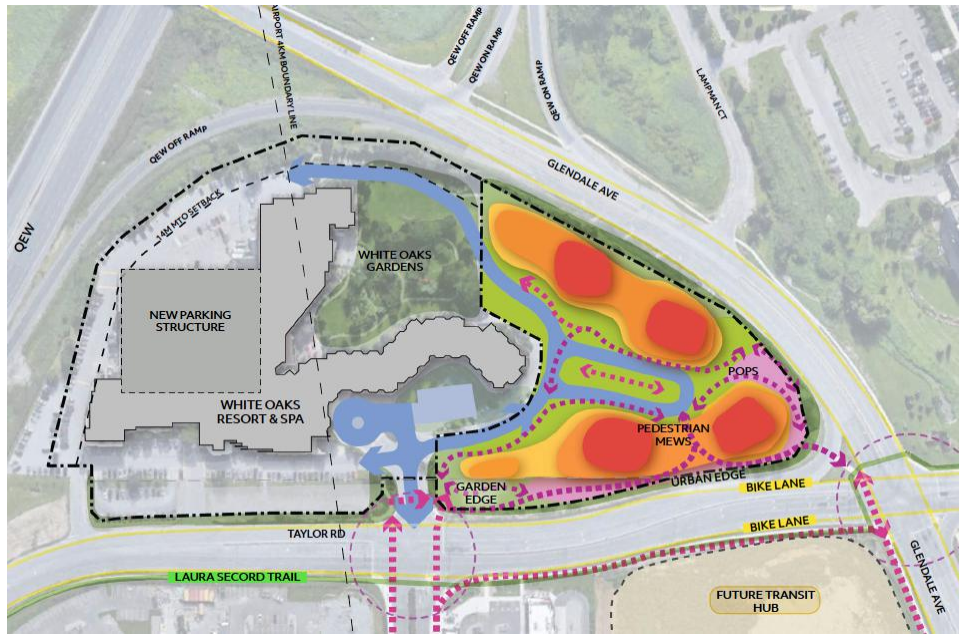 AIRPORT 4KM BOUNDARY LINE
QEW OFF RAMP
QEW ON RAMP
QEW ON RAMP
LAMPMAN CT
QEW OFF RAMP
GLENDALE AVE
14M MTO SETBACK
QEW
WHITE OAKS
GARDENS
NEW PARKING
STRUCTURE
POPS
WHITE OAKS
RESORT & SPA
PEDESTRIAN
MEWS
URBAN EDGE
GARDEN
EDGE
BIKE LANE
BIKE LANE
TAYLOR RD
GLENDALE AVE
LAURA SECORD TRAIL
FUTURE TRANSIT
HUB